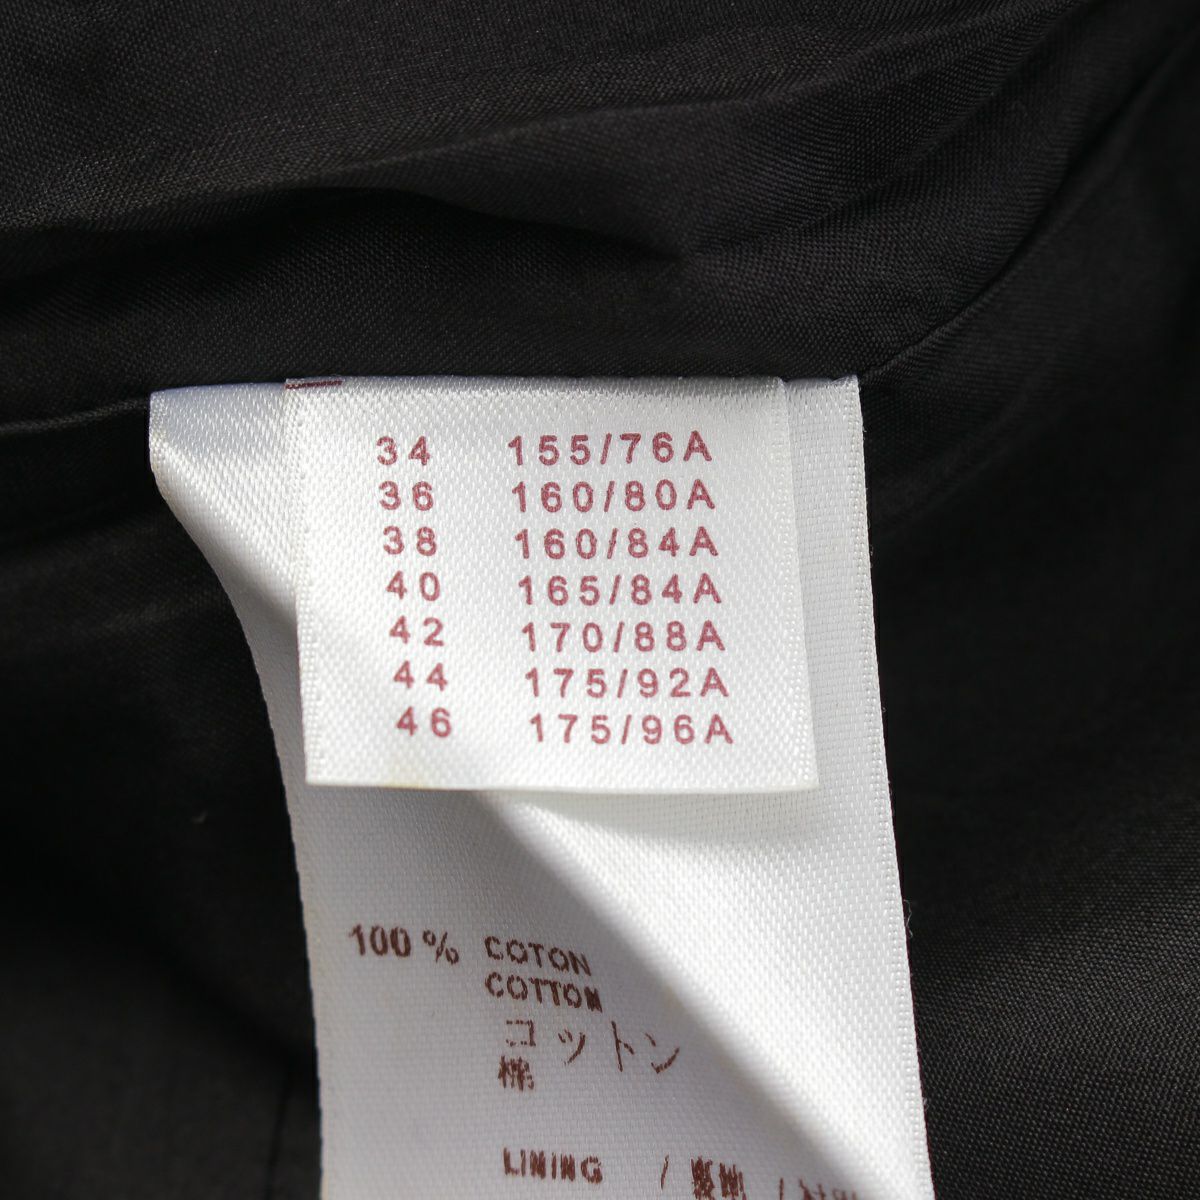 34 155/76A
36 160/80A
38 160/84A
40 165/84A
42 170/88A
44 175/92A
46 175/96A
100 % COTON
COTTON
コットン
棉
LINING /